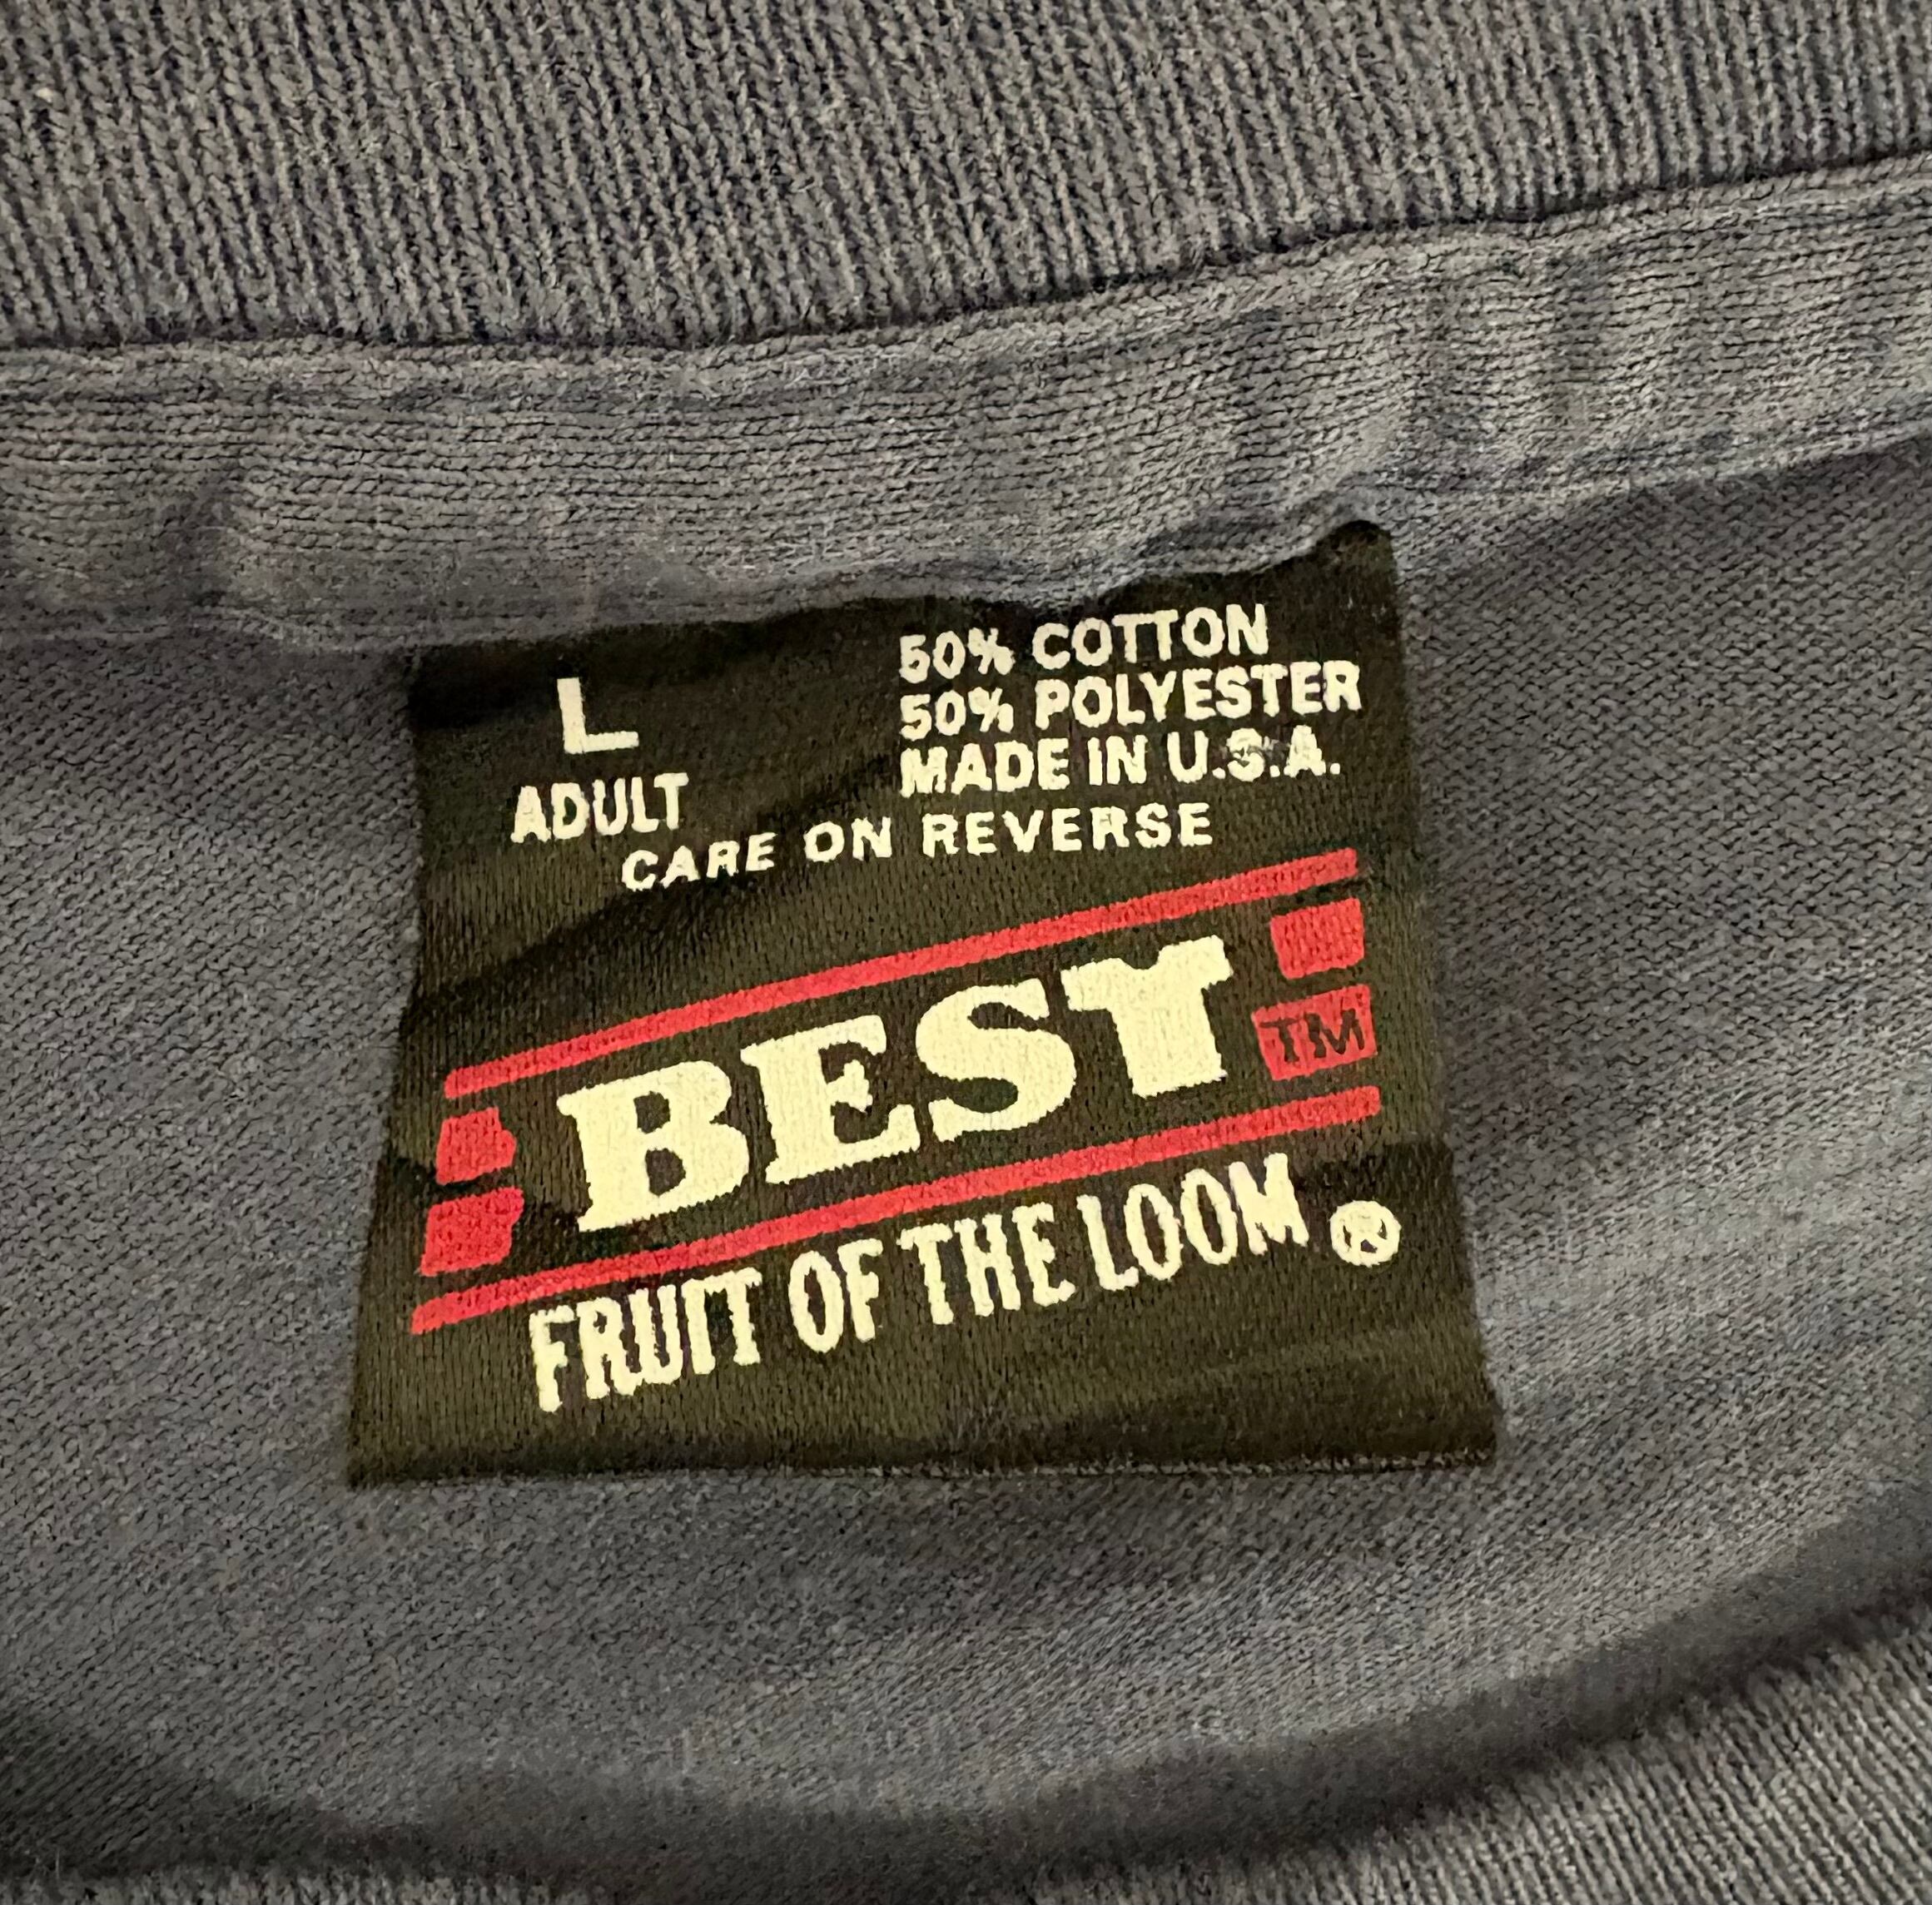 L
ADULT
50% COTTON
50% POLYESTER
MADE IN U.S.A.
CARE ON REVERSE
BEST TM
FRUIT OF THE LOOM ®